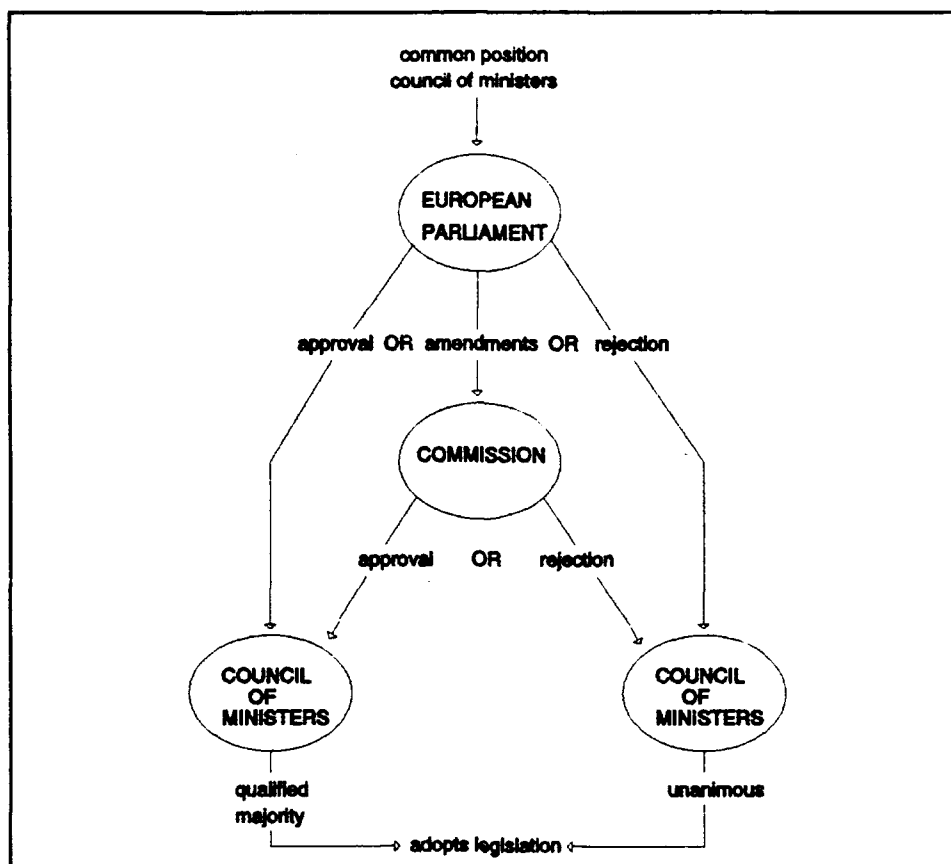 common position
council of ministers
EUROPEAN
PARLIAMENT
approval OR amendments OR rejection
COMMISSION
approval OR rejection
COUNCIL
OF
MINISTERS
COUNCIL
OF
MINISTERS
qualified
majority
unanimous
adopts legislation